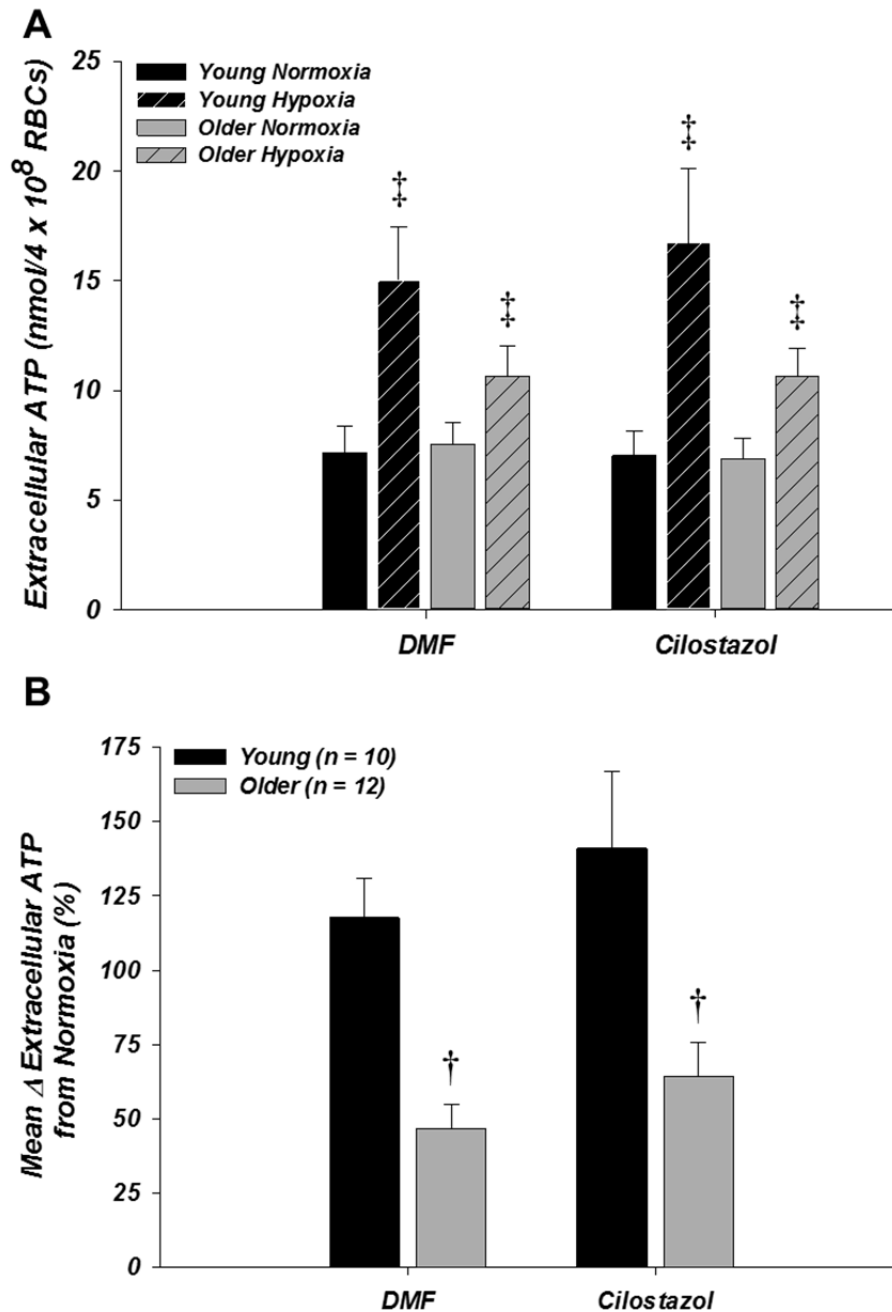 A
Extracellular ATP (nmol/4 x 10⁸ RBCs)
25
20
15
10
5
0
Young Normoxia
Young Hypoxia
Older Normoxia
Older Hypoxia
‡
‡
‡
‡
DMF
Cilostazol
B
Mean Δ Extracellular ATP
from Normoxia (%)
175
150
125
100
75
50
25
0
Young (n = 10)
Older (n = 12)
†
†
DMF
Cilostazol